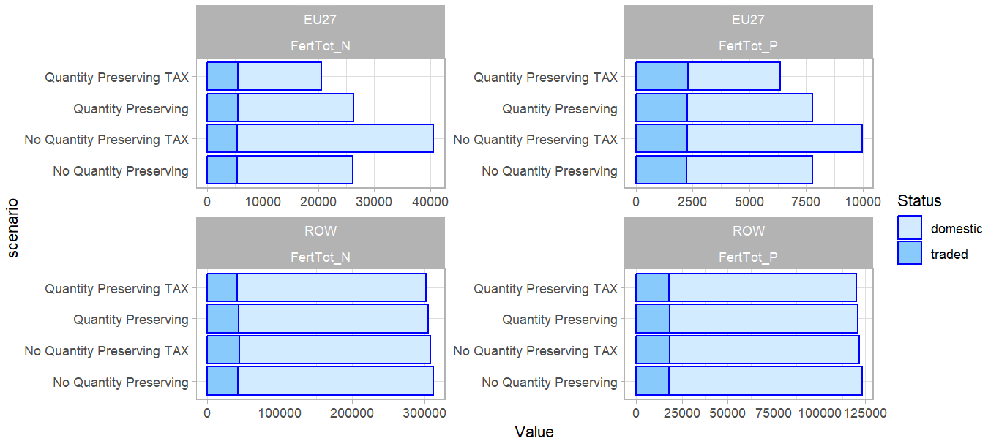 EU27
FertTot_N
Quantity Preserving TAX
Quantity Preserving
No Quantity Preserving TAX
No Quantity Preserving
0 10000 20000 30000 40000
EU27
FertTot_P
Quantity Preserving TAX
Quantity Preserving
No Quantity Preserving TAX
No Quantity Preserving
0 2500 5000 7500 10000
scenario
ROW
FertTot_N
Quantity Preserving TAX
Quantity Preserving
No Quantity Preserving TAX
No Quantity Preserving
0 100000 200000 300000
ROW
FertTot_P
Quantity Preserving TAX
Quantity Preserving
No Quantity Preserving TAX
No Quantity Preserving
0 25000 50000 75000 100000 125000
Value
Status
domestic
traded